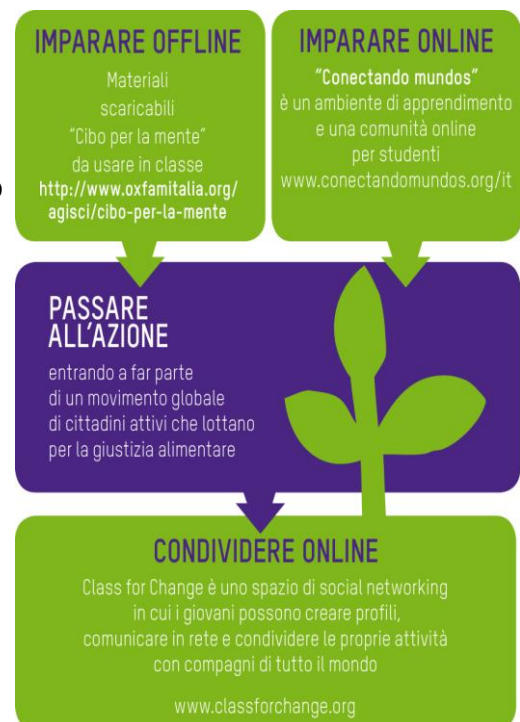 IMPARARE OFFLINE
Materiali
scaricabili
"Cibo per la mente"
da usare in classe
http://www.oxfamitalia.org/
agisci/cibo-per-la-mente
IMPARARE ONLINE
"Conectando mundos"
è un ambiente di apprendimento
e una comunità online
per studenti
www.conectandomundos.org/it
PASSARE
ALL'AZIONE
entrando a far parte
di un movimento globale
di cittadini attivi che lottano
per la giustizia alimentare
CONDIVIDERE ONLINE
Class for Change è uno spazio di social networking
in cui i giovani possono creare profili,
comunicare in rete e condividere le proprie attività
con compagni di tutto il mondo
www.classforchange.org